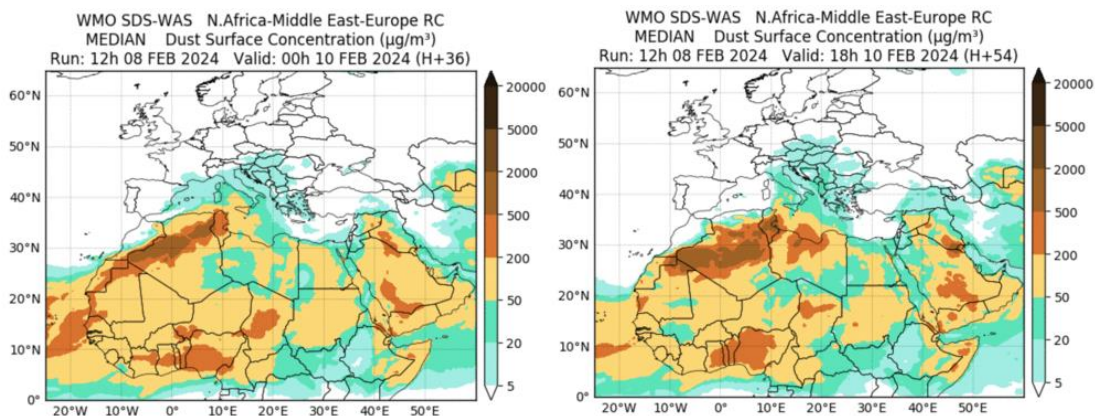 WMO SDS-WAS N.Africa-Middle East-Europe RC
MEDIAN Dust Surface Concentration (µg/m³)
Run: 12h 08 FEB 2024 Valid: 00h 10 FEB 2024 (H+36)
60°N
50°N
40°N
30°N
20°N
10°N
0°
20°W
10°W
0°
10°E
20°E
30°E
40°E
50°E
20000
5000
2000
500
200
50
20
5
WMO SDS-WAS N.Africa-Middle East-Europe RC
MEDIAN Dust Surface Concentration (µg/m³)
Run: 12h 08 FEB 2024 Valid: 18h 10 FEB 2024 (H+54)
60°N
50°N
40°N
30°N
20°N
10°N
0°
20°W
10°W
0°
10°E
20°E
30°E
40°E
50°E
20000
5000
2000
500
200
50
20
5